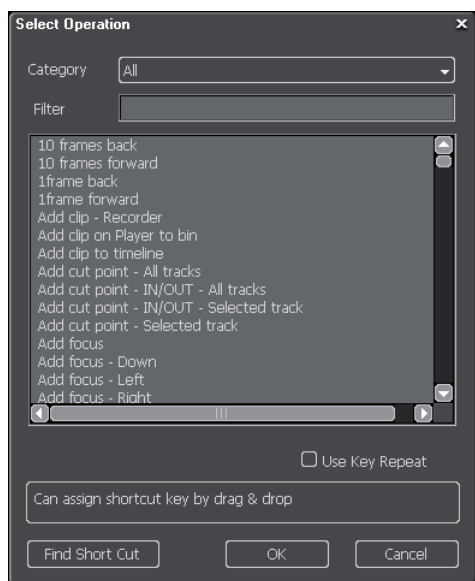 Select Operation
Category All
Filter
10 frames back
10 frames forward
1frame back
1frame forward
Add clip - Recorder
Add clip on Player to bin
Add clip to timeline
Add cut point - All tracks
Add cut point - IN/OUT - All tracks
Add cut point - IN/OUT - Selected track
Add cut point - Selected track
Add focus
Add focus - Down
Add focus - Left
Add focus - Right
Use Key Repeat
Can assign shortcut key by drag & drop
Find Short Cut OK Cancel